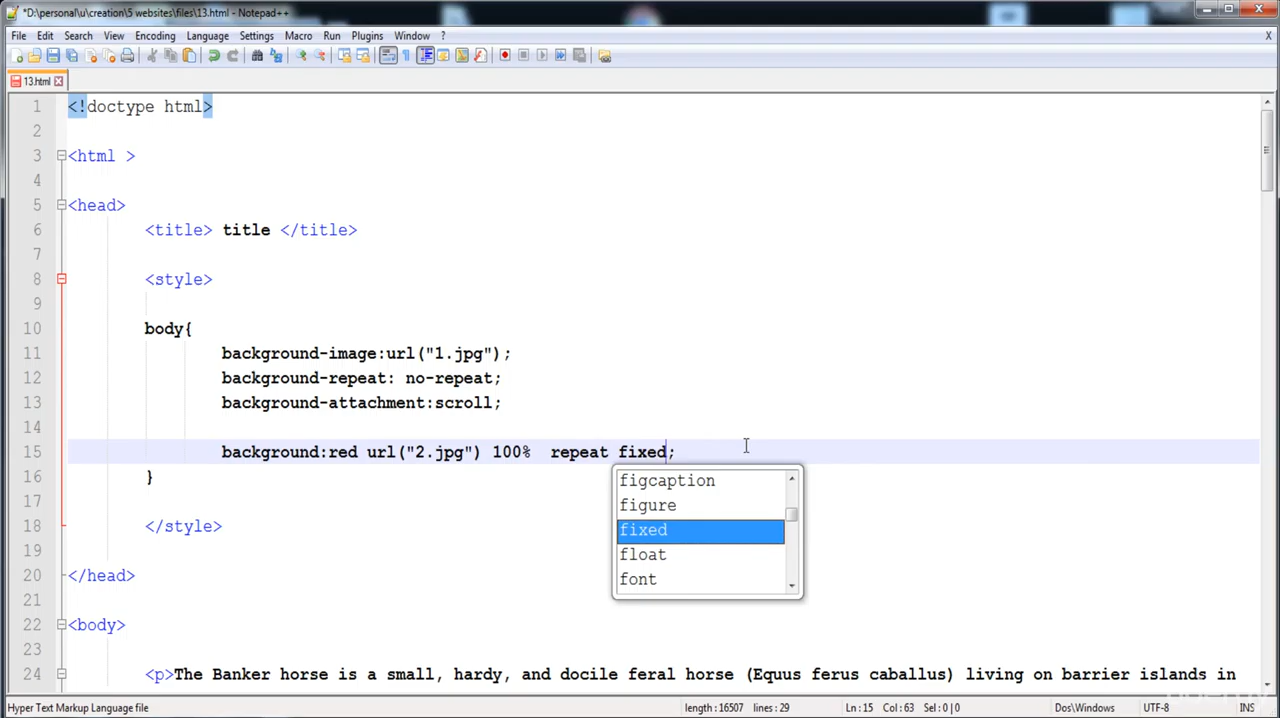 *D:\personal\u\creation\5 websites\files\13.html - Notepad++
File Edit Search View Encoding Language Settings Macro Run Plugins Window ? X
13.html
1 <!doctype html>
2
3 <html >
4
5 <head>
6 <title> title </title>
7
8 <style>
9
10 body{
11 background-image:url("1.jpg");
12 background-repeat: no-repeat;
13 background-attachment:scroll;
14
15 background:red url("2.jpg") 100%  repeat fixed;
16 }
17
18 </style>
19
20 </head>
21
22 <body>
23
24 <p>The Banker horse is a small, hardy, and docile feral horse (Equus ferus caballus) living on barrier islands in
figcaption
figure
fixed
float
font
Hyper Text Markup Language file length : 16507 lines : 29 Ln : 15 Col : 63 Sel : 0 | 0 Dos\Windows UTF-8 INS